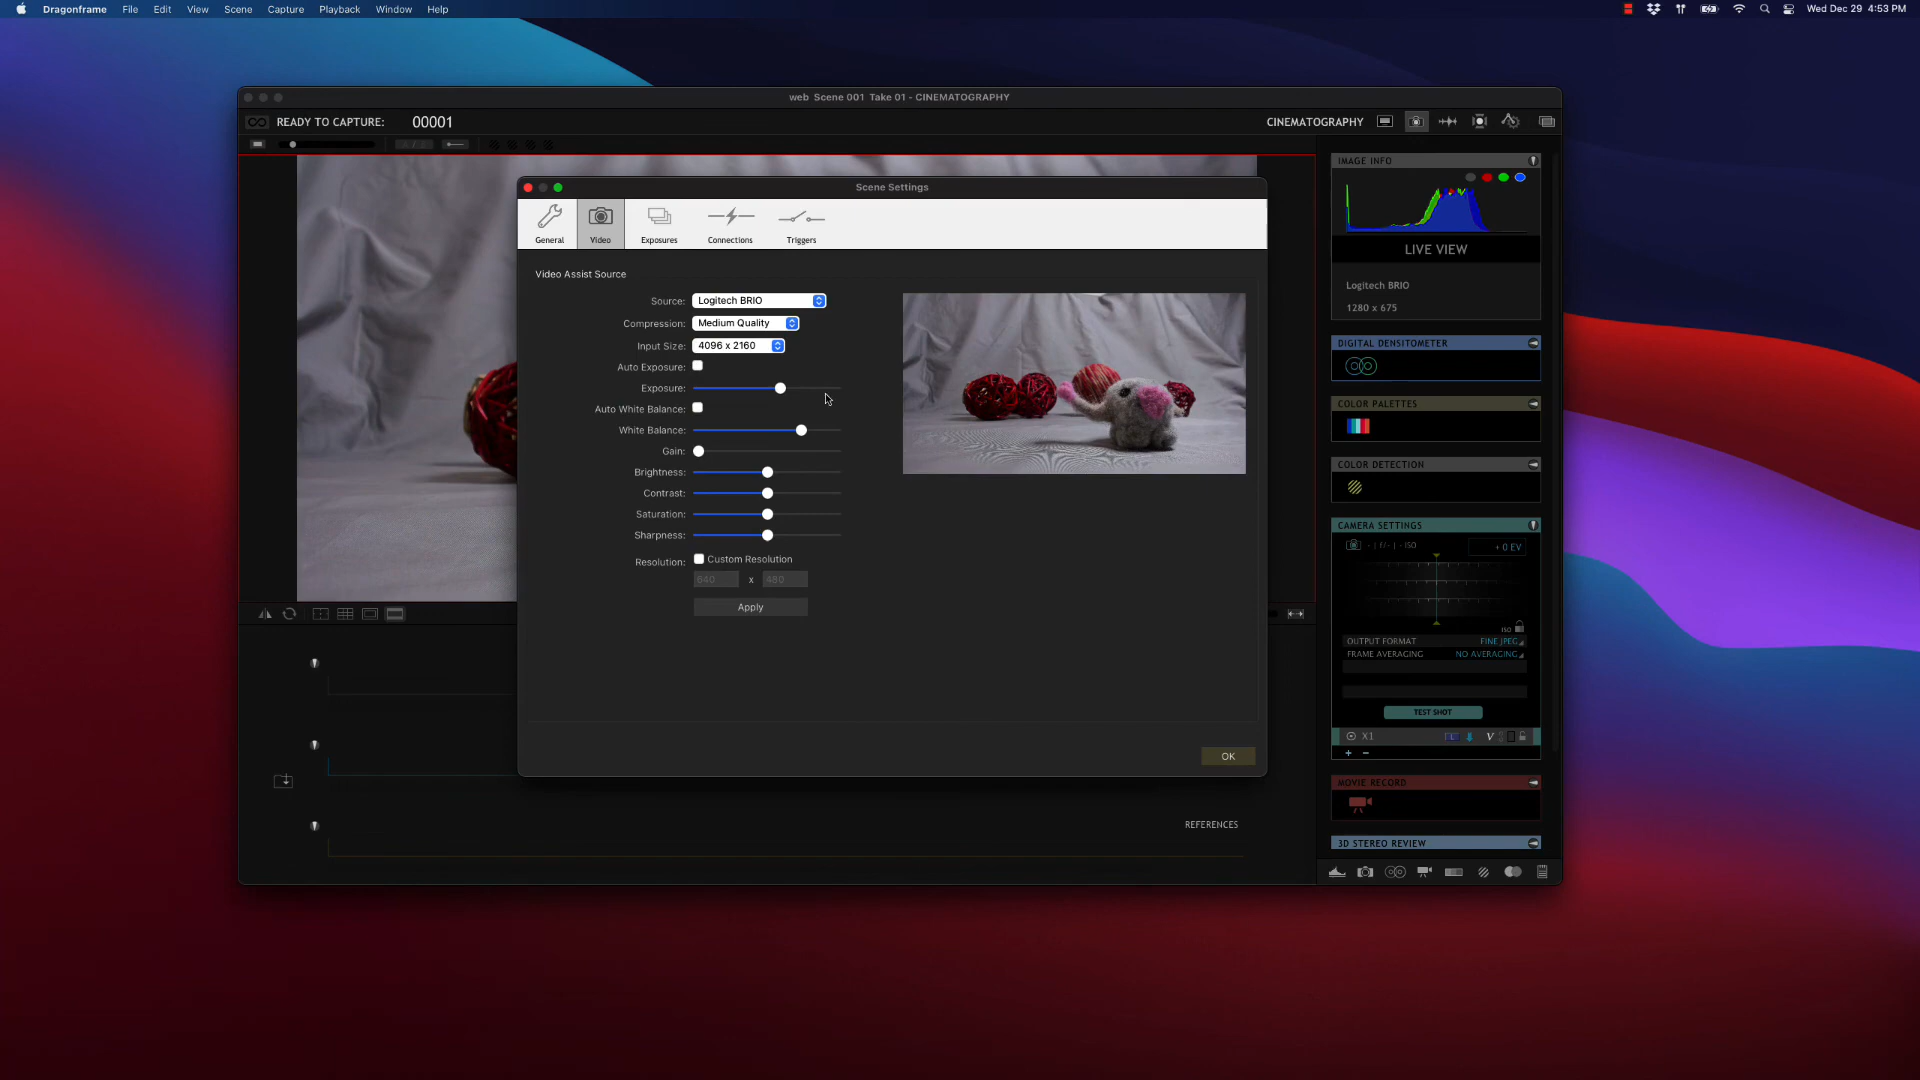 Dragonframe File Edit View Scene Capture Playback Window Help Wed Dec 29 4:53 PM
web Scene 001 Take 01 - CINEMATOGRAPHY
READY TO CAPTURE: 00001 CINEMATOGRAPHY
Scene Settings
General Video Exposures Connections Triggers
Video Assist Source
Source: Logitech BRIO
Compression: Medium Quality
Input Size: 4096 x 2160
Auto Exposure:
Exposure:
Auto White Balance:
White Balance:
Gain:
Brightness:
Contrast:
Saturation:
Sharpness:
Resolution: Custom Resolution
640 x 480
Apply
OK
REFERENCES
IMAGE INFO
LIVE VIEW
Logitech BRIO
1280 x 675
DIGITAL DENSITOMETER
COLOR PALETTES
COLOR DETECTION
CAMERA SETTINGS
- | f/- | - ISO + 0 EV
ISO
OUTPUT FORMAT FINE JPEG
FRAME AVERAGING NO AVERAGING
TEST SHOT
X1 L V
+ −
MOVIE RECORD
3D STEREO REVIEW